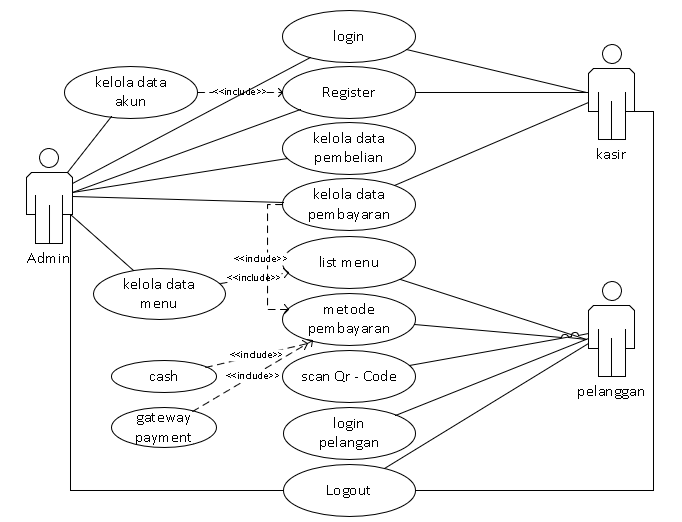 login
kelola data
akun
<<include>>
Register
kasir
kelola data
pembelian
kelola data
pembayaran
Admin
<<include>>
list menu
<<include>>
kelola data
menu
metode
pembayaran
<<include>>
cash
<<include>>
scan Qr - Code
pelanggan
gateway
payment
login
pelangan
Logout